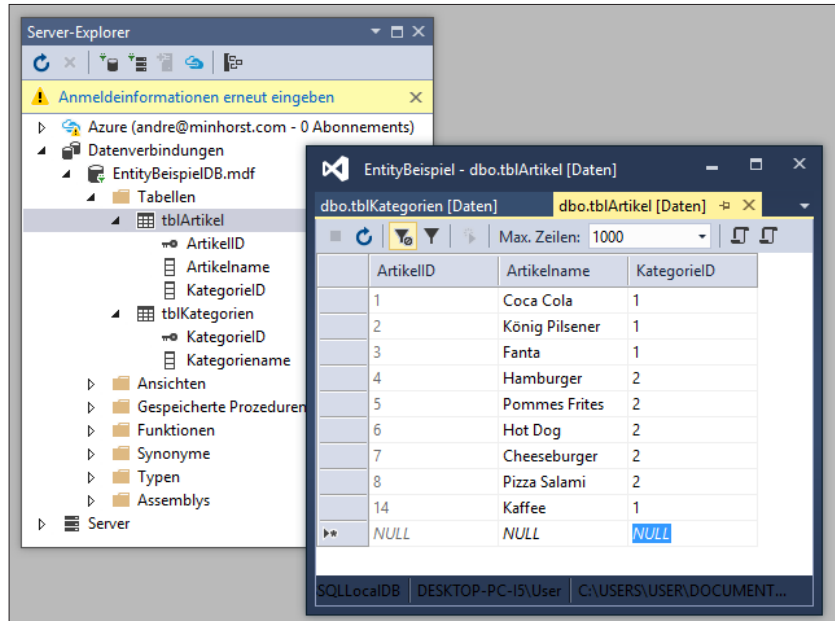 Server-Explorer
Anmeldeinformationen erneut eingeben
Azure (andre@minhorst.com - 0 Abonnements)
Datenverbindungen
EntityBeispielDB.mdf
Tabellen
tblArtikel
ArtikelID
Artikelname
KategorieID
tblKategorien
KategorieID
Kategoriename
Ansichten
Gespeicherte Prozeduren
Funktionen
Synonyme
Typen
Assemblys
Server
EntityBeispiel - dbo.tblArtikel [Daten]
dbo.tblKategorien [Daten] dbo.tblArtikel [Daten]
Max. Zeilen: 1000
ArtikelID Artikelname KategorieID
1 Coca Cola 1
2 König Pilsener 1
3 Fanta 1
4 Hamburger 2
5 Pommes Frites 2
6 Hot Dog 2
7 Cheeseburger 2
8 Pizza Salami 2
14 Kaffee 1
NULL NULL NULL
SQLLocalDB DESKTOP-PC-I5\User C:\USERS\USER\DOCUMENT...